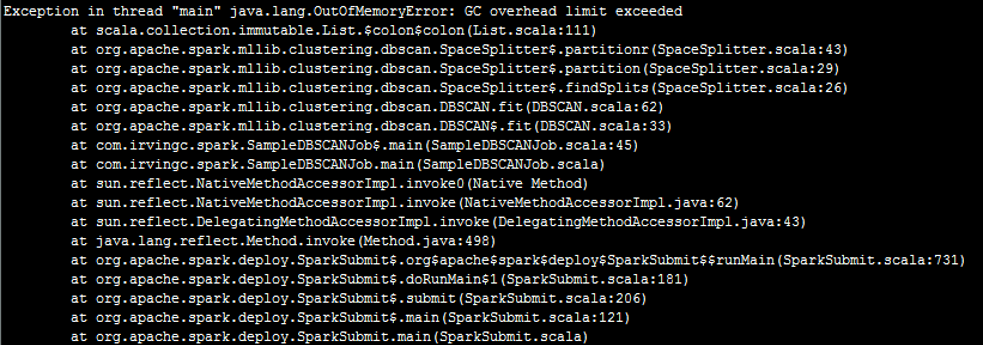 Exception in thread "main" java.lang.OutOfMemoryError: GC overhead limit exceeded
at scala.collection.immutable.List.$colon$colon(List.scala:111)
at org.apache.spark.mllib.clustering.dbscan.SpaceSplitter$.partitionr(SpaceSplitter.scala:43)
at org.apache.spark.mllib.clustering.dbscan.SpaceSplitter$.partition(SpaceSplitter.scala:29)
at org.apache.spark.mllib.clustering.dbscan.SpaceSplitter$.findSplits(SpaceSplitter.scala:26)
at org.apache.spark.mllib.clustering.dbscan.DBSCAN.fit(DBSCAN.scala:62)
at org.apache.spark.mllib.clustering.dbscan.DBSCAN$.fit(DBSCAN.scala:33)
at com.irvingc.spark.SampleDBSCANJob$.main(SampleDBSCANJob.scala:45)
at com.irvingc.spark.SampleDBSCANJob.main(SampleDBSCANJob.scala)
at sun.reflect.NativeMethodAccessorImpl.invoke0(Native Method)
at sun.reflect.NativeMethodAccessorImpl.invoke(NativeMethodAccessorImpl.java:62)
at sun.reflect.DelegatingMethodAccessorImpl.invoke(DelegatingMethodAccessorImpl.java:43)
at java.lang.reflect.Method.invoke(Method.java:498)
at org.apache.spark.deploy.SparkSubmit$.org$apache$spark$deploy$SparkSubmit$$runMain(SparkSubmit.scala:731)
at org.apache.spark.deploy.SparkSubmit$.doRunMain$1(SparkSubmit.scala:181)
at org.apache.spark.deploy.SparkSubmit$.submit(SparkSubmit.scala:206)
at org.apache.spark.deploy.SparkSubmit$.main(SparkSubmit.scala:121)
at org.apache.spark.deploy.SparkSubmit.main(SparkSubmit.scala)